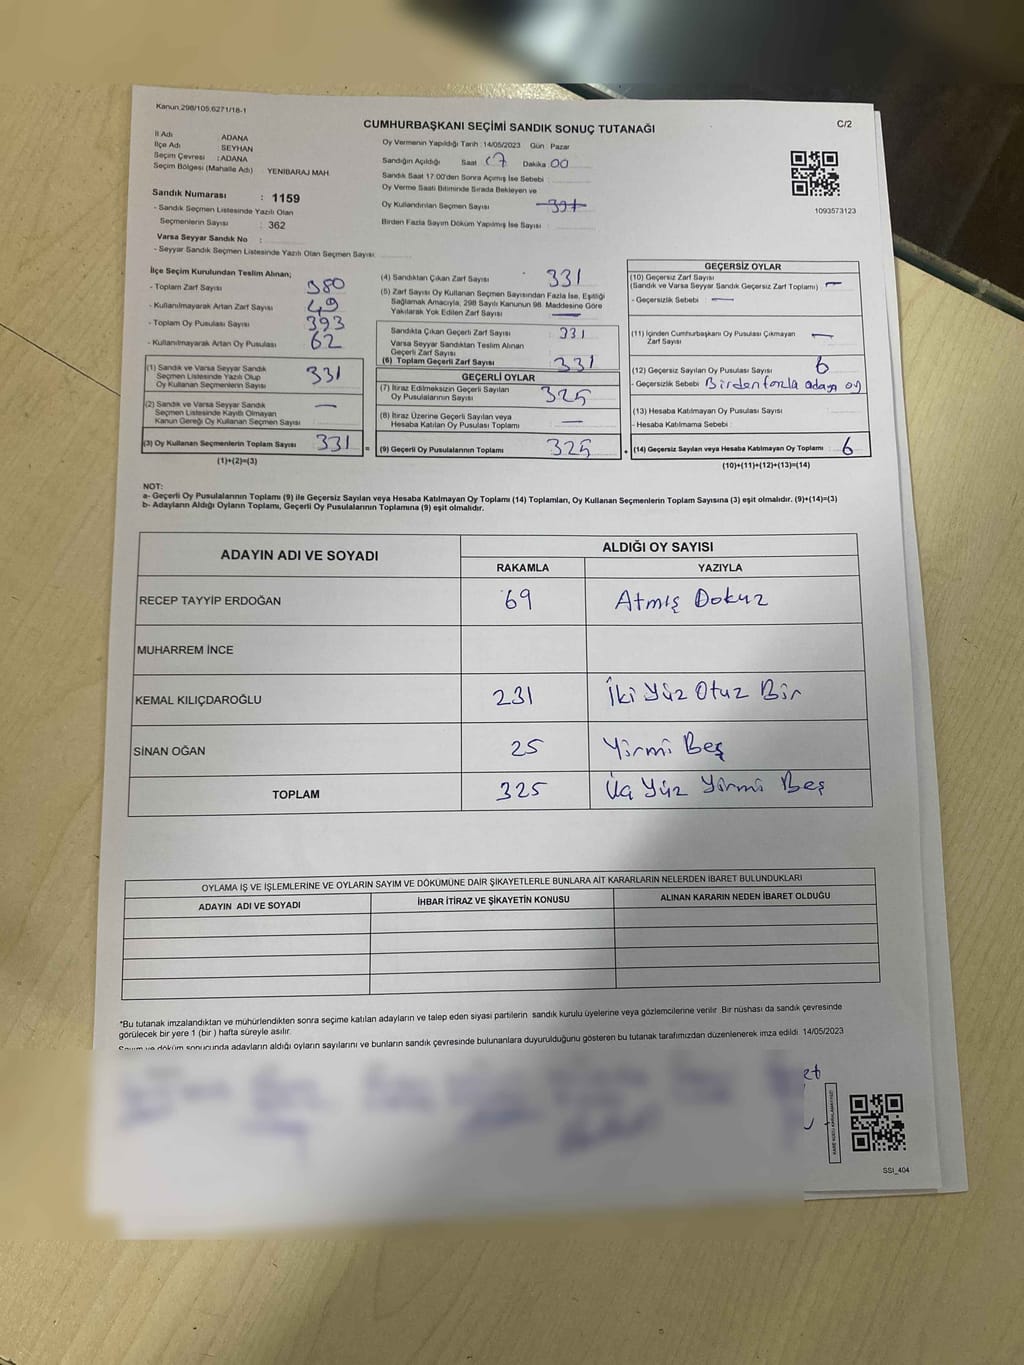 Kanun.298/105,6271/18-1
CUMHURBAŞKANI SEÇİMİ SANDIK SONUÇ TUTANAĞI
C/2
İl Adı : ADANA
İlçe Adı : SEYHAN
Seçim Çevresi : ADANA
Seçim Bölgesi (Mahalle Adı) YENIBARAJ MAH.
Sandık Numarası : 1159
- Sandık Seçmen Listesinde Yazılı Olan
Seçmenlerin Sayısı : 362
Varsa Seyyar Sandık No :
- Seyyar Sandık Seçmen Listesinde Yazılı Olan Seçmen Sayısı:
Oy Vermenin Yapıldığı Tarih :14/05/2023 Gün Pazar
Sandığın Açıldığı Saat 17 Dakika 00
Sandık Saat 17:00'den Sonra Açılmış İse Sebebi :
Oy Verme Saati Bitiminde Sırada Bekleyen ve
Oy Kullandırılan Seçmen Sayısı
Birden Fazla Sayım Döküm Yapılmış İse Sayısı :
1093573123
İlçe Seçim Kurulundan Teslim Alınan;
- Toplam Zarf Sayısı 380
- Kullanılmayarak Artan Zarf Sayısı 49
- Toplam Oy Pusulası Sayısı 393
- Kullanılmayarak Artan Oy Pusulası 62
(1) Sandık ve Varsa Seyyar Sandık
Seçmen Listesinde Yazılı Olup
Oy Kullanan Seçmenlerin Sayısı 331
(2) Sandık ve Varsa Seyyar Sandık
Seçmen Listesinde Kayıtlı Olmayan
Kanun Gereği Oy Kullanan Seçmen Sayısı —
(3) Oy Kullanan Seçmenlerin Toplam Sayısı 331 =
(1)+(2)=(3)
(4) Sandıktan Çıkan Zarf Sayısı 331
(5) Zarf Sayısı Oy Kullanan Seçmen Sayısından Fazla İse, Eşitliği
Sağlamak Amacıyla, 298 Sayılı Kanunun 98. Maddesine Göre
Yakılarak Yok Edilen Zarf Sayısı —
Sandıkta Çıkan Geçerli Zarf Sayısı 331
Varsa Seyyar Sandıktan Teslim Alınan
Geçerli Zarf Sayısı
(6) Toplam Geçerli Zarf Sayısı 331
GEÇERLİ OYLAR
(7) İtiraz Edilmeksizin Geçerli Sayılan
Oy Pusulalarının Sayısı 325
(8) İtiraz Üzerine Geçerli Sayılan veya
Hesaba Katılan Oy Pusulası Toplamı —
(9) Geçerli Oy Pusulalarının Toplamı 325 +
GEÇERSİZ OYLAR
(10) Geçersiz Zarf Sayısı
(Sandık ve Varsa Seyyar Sandık Geçersiz Zarf Toplamı) —
- Geçersizlik Sebebi : —
(11) İçinden Cumhurbaşkanı Oy Pusulası Çıkmayan
Zarf Sayısı —
(12) Geçersiz Sayılan Oy Pusulası Sayısı 6
- Geçersizlik Sebebi : Birden fazla adaya oy
(13) Hesaba Katılmayan Oy Pusulası Sayısı
- Hesaba Katılmama Sebebi :
(14) Geçersiz Sayılan veya Hesaba Katılmayan Oy Toplamı 6
(10)+(11)+(12)+(13)=(14)
NOT:
a- Geçerli Oy Pusulalarının Toplamı (9) ile Geçersiz Sayılan veya Hesaba Katılmayan Oy Toplamı (14) Toplamları, Oy Kullanan Seçmenlerin Toplam Sayısına (3) eşit olmalıdır. (9)+(14)=(3)
b- Adayların Aldığı Oyların Toplamı, Geçerli Oy Pusulalarının Toplamına (9) eşit olmalıdır.
ADAYIN ADI VE SOYADI
ALDIĞI OY SAYISI
RAKAMLA YAZIYLA
RECEP TAYYİP ERDOĞAN 69 Atmış Dokuz
MUHARREM İNCE
KEMAL KILIÇDAROĞLU 231 İki Yüz Otuz Bir
SİNAN OĞAN 25 Yirmi Beş
TOPLAM 325 Üç Yüz Yirmi Beş
OYLAMA İŞ VE İŞLEMLERİNE VE OYLARIN SAYIM VE DÖKÜMÜNE DAİR ŞİKAYETLERLE BUNLARA AİT KARARLARIN NELERDEN İBARET BULUNDUKLARI
ADAYIN ADI VE SOYADI İHBAR İTİRAZ VE ŞİKAYETİN KONUSU ALINAN KARARIN NEDEN İBARET OLDUĞU
*Bu tutanak imzalandıktan ve mühürlendikten sonra seçime katılan adayların ve talep eden siyasi partilerin sandık kurulu üyelerine veya gözlemcilerine verilir. Bir nüshası da sandık çevresinde
görülecek bir yere 1 (bir ) hafta süreyle asılır.
Sayım ve döküm sonucunda adayların aldığı oyların sayılarını ve bunların sandık çevresinde bulunanlara duyurulduğunu gösteren bu tutanak tarafımızdan düzenlenerek imza edildi. 14/05/2023
SSI_404